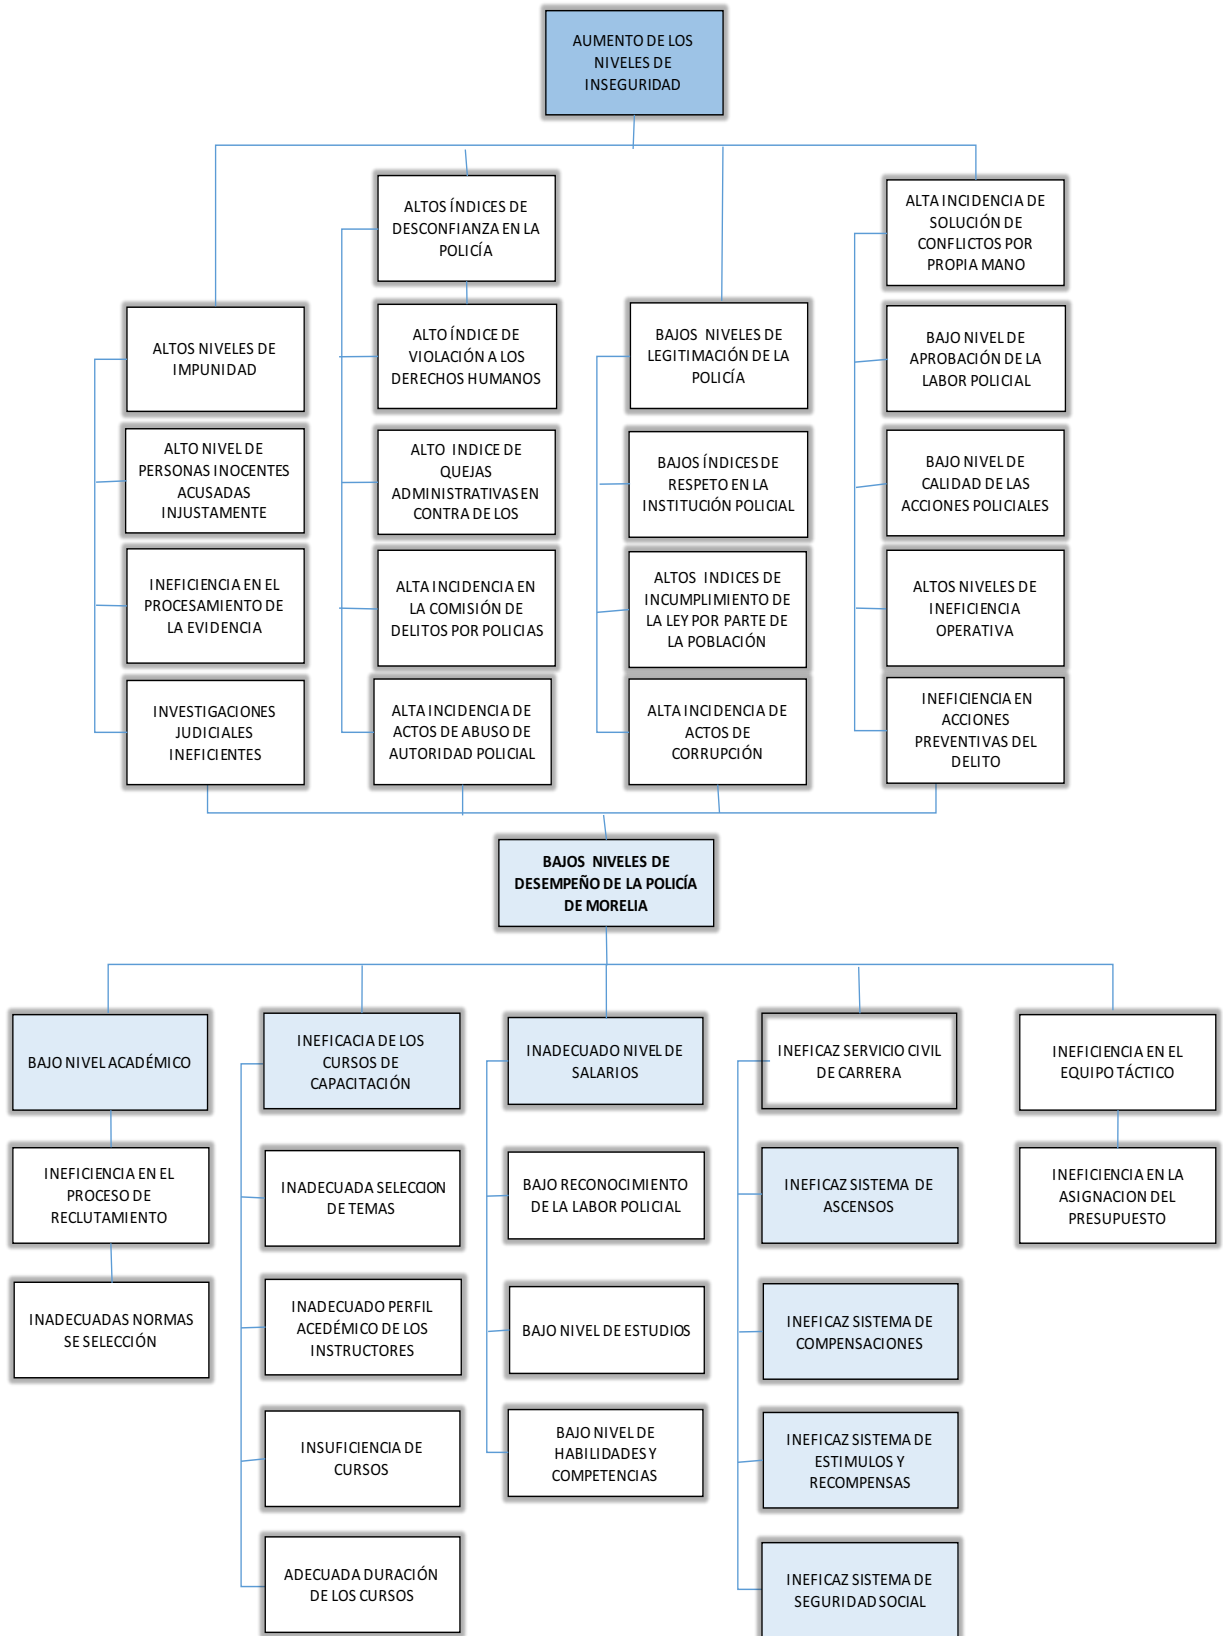 AUMENTO DE LOS
NIVELES DE
INSEGURIDAD
ALTOS ÍNDICES DE
DESCONFIANZA EN LA
POLICÍA
ALTA INCIDENCIA DE
SOLUCIÓN DE
CONFLICTOS POR
PROPIA MANO
ALTOS NIVELES DE
IMPUNIDAD
ALTO ÍNDICE DE
VIOLACIÓN A LOS
DERECHOS HUMANOS
BAJOS NIVELES DE
LEGITIMACIÓN DE LA
POLICÍA
BAJO NIVEL DE
APROBACIÓN DE LA
LABOR POLICIAL
ALTO NIVEL DE
PERSONAS INOCENTES
ACUSADAS
INJUSTAMENTE
ALTO INDICE DE
QUEJAS
ADMINISTRATIVAS EN
CONTRA DE LOS
BAJOS ÍNDICES DE
RESPETO EN LA
INSTITUCIÓN POLICIAL
BAJO NIVEL DE
CALIDAD DE LAS
ACCIONES POLICIALES
INEFICIENCIA EN EL
PROCESAMIENTO DE
LA EVIDENCIA
ALTA INCIDENCIA EN
LA COMISIÓN DE
DELITOS POR POLICIAS
ALTOS INDICES DE
INCUMPLIMIENTO DE
LA LEY POR PARTE DE
LA POBLACIÓN
ALTOS NIVELES DE
INEFICIENCIA
OPERATIVA
INVESTIGACIONES
JUDICIALES
INEFICIENTES
ALTA INCIDENCIA DE
ACTOS DE ABUSO DE
AUTORIDAD POLICIAL
ALTA INCIDENCIA DE
ACTOS DE
CORRUPCIÓN
INEFICIENCIA EN
ACCIONES
PREVENTIVAS DEL
DELITO
BAJOS NIVELES DE
DESEMPEÑO DE LA POLICÍA
DE MORELIA
BAJO NIVEL ACADÉMICO
INEFICACIA DE LOS
CURSOS DE
CAPACITACIÓN
INADECUADO NIVEL DE
SALARIOS
INEFICAZ SERVICIO CIVIL
DE CARRERA
INEFICIENCIA EN EL
EQUIPO TÁCTICO
INEFICIENCIA EN EL
PROCESO DE
RECLUTAMIENTO
INADECUADA SELECCION
DE TEMAS
BAJO RECONOCIMIENTO
DE LA LABOR POLICIAL
INEFICAZ SISTEMA DE
ASCENSOS
INEFICIENCIA EN LA
ASIGNACION DEL
PRESUPUESTO
INADECUADAS NORMAS
SE SELECCIÓN
INADECUADO PERFIL
ACEDÉMICO DE LOS
INSTRUCTORES
BAJO NIVEL DE ESTUDIOS
INEFICAZ SISTEMA DE
COMPENSACIONES
INSUFICIENCIA DE
CURSOS
BAJO NIVEL DE
HABILIDADES Y
COMPETENCIAS
INEFICAZ SISTEMA DE
ESTIMULOS Y
RECOMPENSAS
ADECUADA DURACIÓN
DE LOS CURSOS
INEFICAZ SISTEMA DE
SEGURIDAD SOCIAL